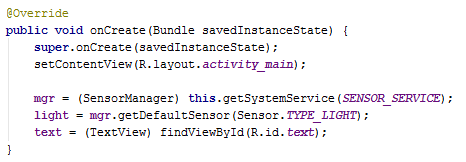 @Override
public void onCreate(Bundle savedInstanceState) {
    super.onCreate(savedInstanceState);
    setContentView(R.layout.activity_main);

    mgr = (SensorManager) this.getSystemService(SENSOR_SERVICE);
    light = mgr.getDefaultSensor(Sensor.TYPE_LIGHT);
    text = (TextView) findViewById(R.id.text);
}